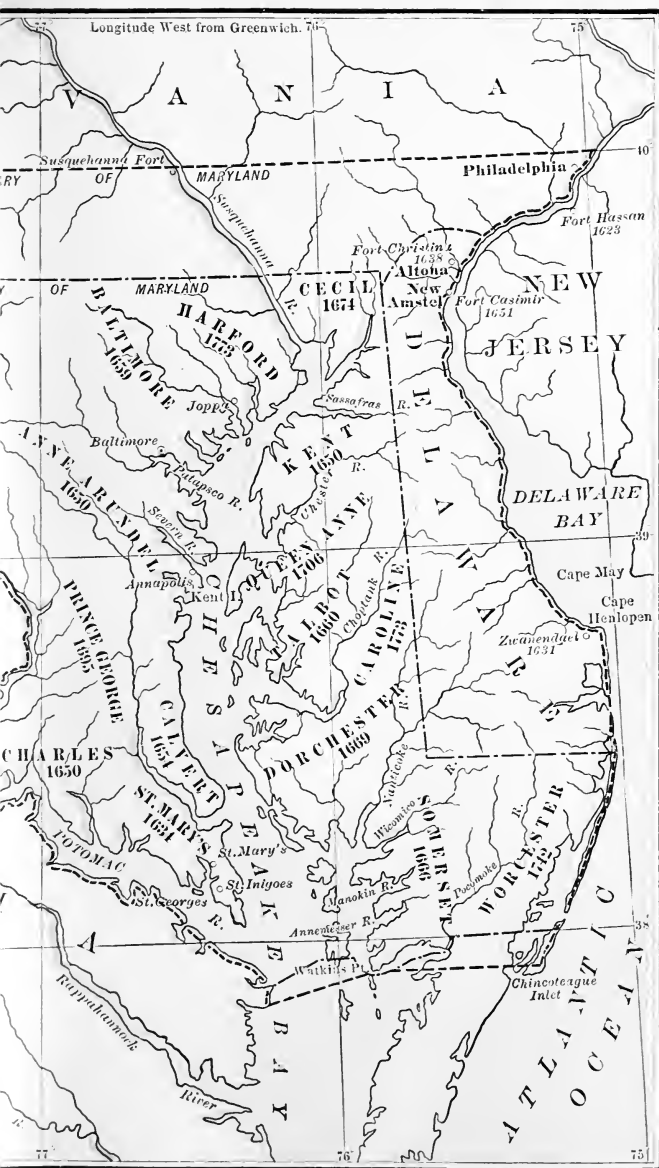 77
Longitude West from Greenwich.
76
75
V A N I A
Susquehanna Fort
RY OF MARYLAND
Philadelphia
40
Susquehanna
R.
Fort Hassan
1623
Fort Christina
1638
Altona
New
Amstel
Fort Casimir
1651
NEW
JERSEY
Y OF MARYLAND
CECIL
1674
HARFORD
1773
BALTIMORE
1659
Joppa
Sassafras R.
DELAWARE
KENT
1650
Chester R.
Baltimore
Patapsco R.
ANNE ARUNDEL
1650
Severn R.
QUEEN ANNE
1706
DELAWARE
BAY
39
Annapolis
Kent I.
TALBOT
1660
Choptank R.
CAROLINE
1773
Cape May
Cape
Henlopen
Zwanendael
1631
PRINCE GEORGE
1695
CHESAPEAKE BAY
CALVERT
1654
DORCHESTER
1669
CHARLES
1650
Nanticoke R.
Wicomico R.
ST. MARY'S
1634
St. Mary's
St. Inigoes
St. Georges
POTOMAC
R.
SOMERSET
1666
Pocomoke R.
WORCESTER
1742
Manokin R.
Annemesser R.
38
A
Watkins Pt.
Chincoteague
Inlet
Rappahannock
River
R.
ATLANTIC
OCEAN
77
76
75